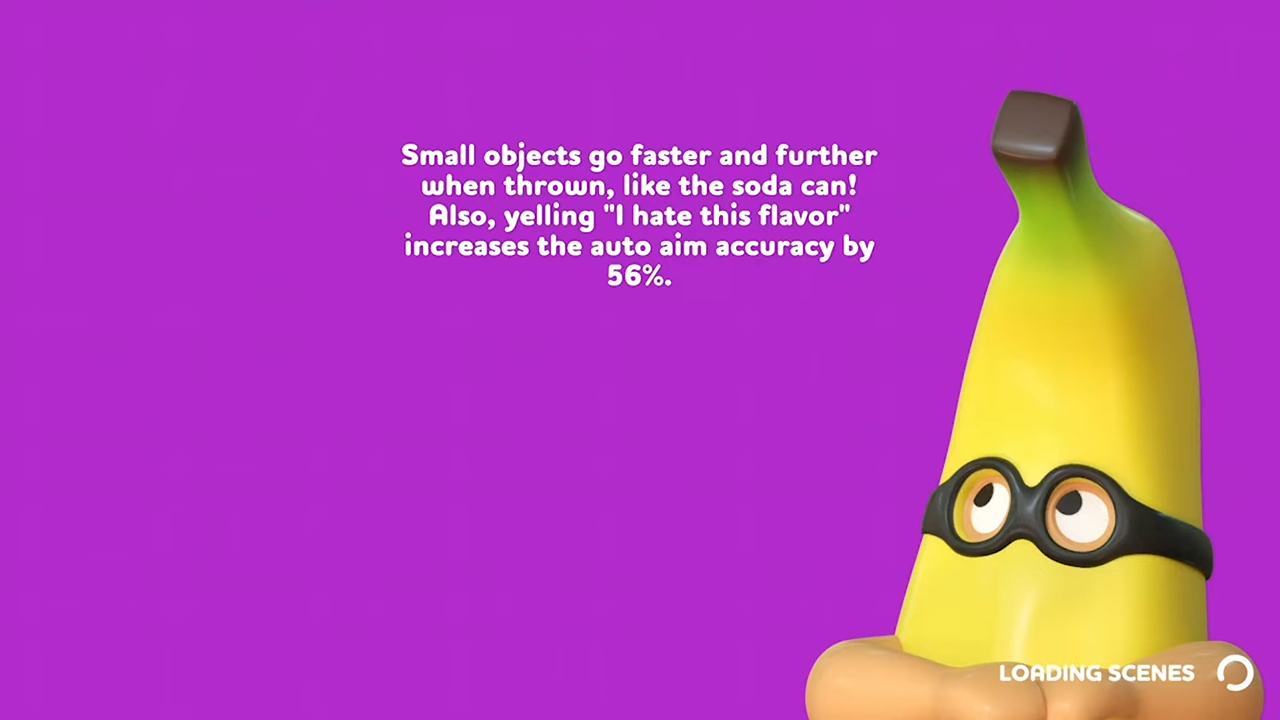 Small objects go faster and further
when thrown, like the soda can!
Also, yelling "I hate this flavor"
increases the auto aim accuracy by
56%.
LOADING SCENES